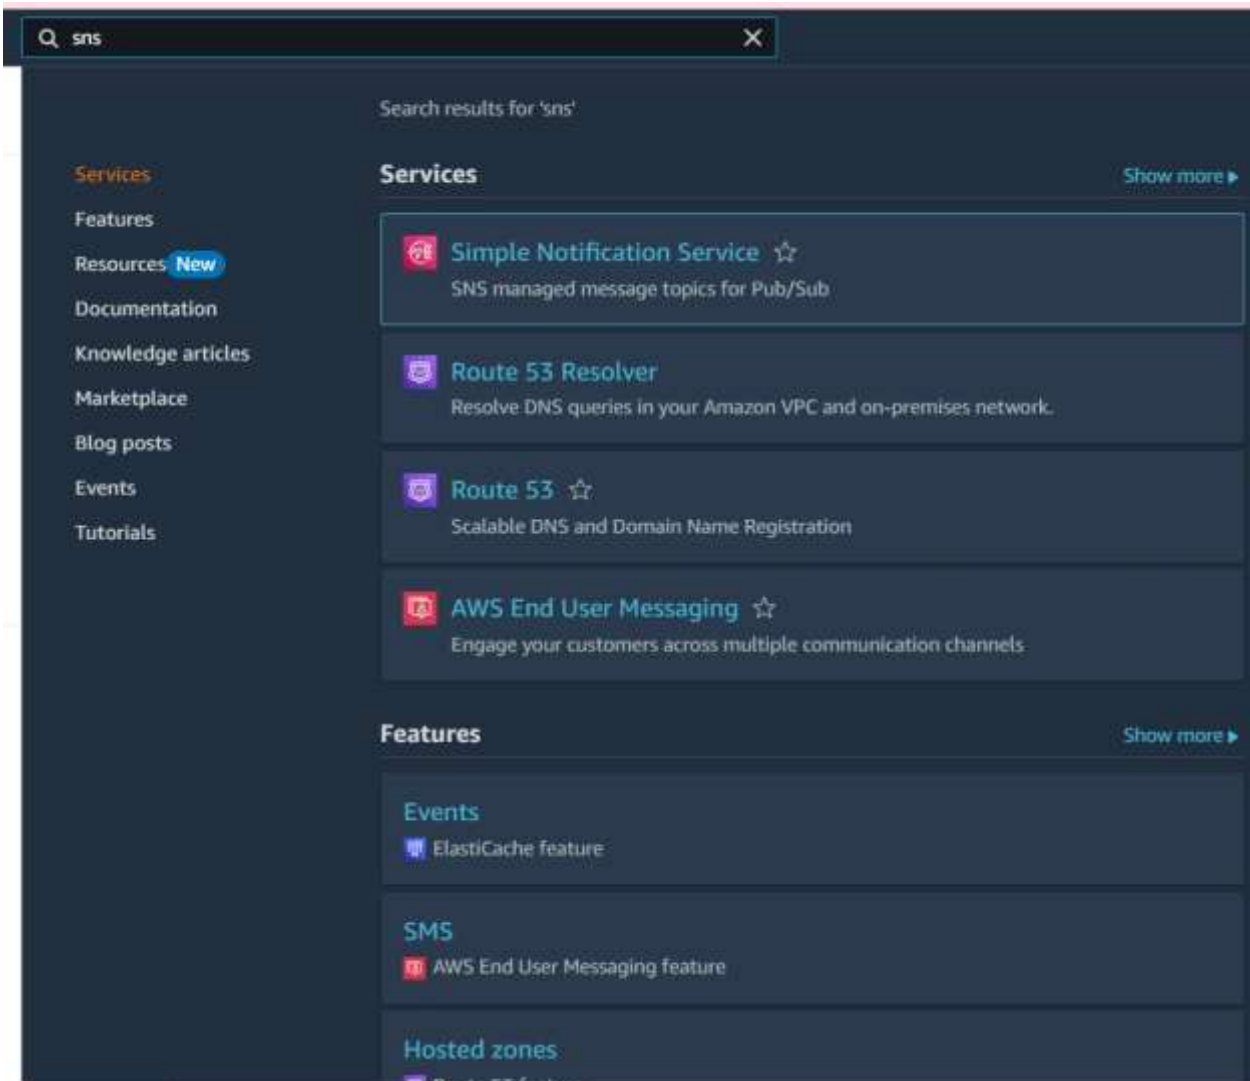 sns
Search results for 'sns'
Services
Features
Resources New
Documentation
Knowledge articles
Marketplace
Blog posts
Events
Tutorials
Services
Show more
Simple Notification Service
SNS managed message topics for Pub/Sub
Route 53 Resolver
Resolve DNS queries in your Amazon VPC and on-premises network.
Route 53
Scalable DNS and Domain Name Registration
AWS End User Messaging
Engage your customers across multiple communication channels
Features
Show more
Events
ElastiCache feature
SMS
AWS End User Messaging feature
Hosted zones